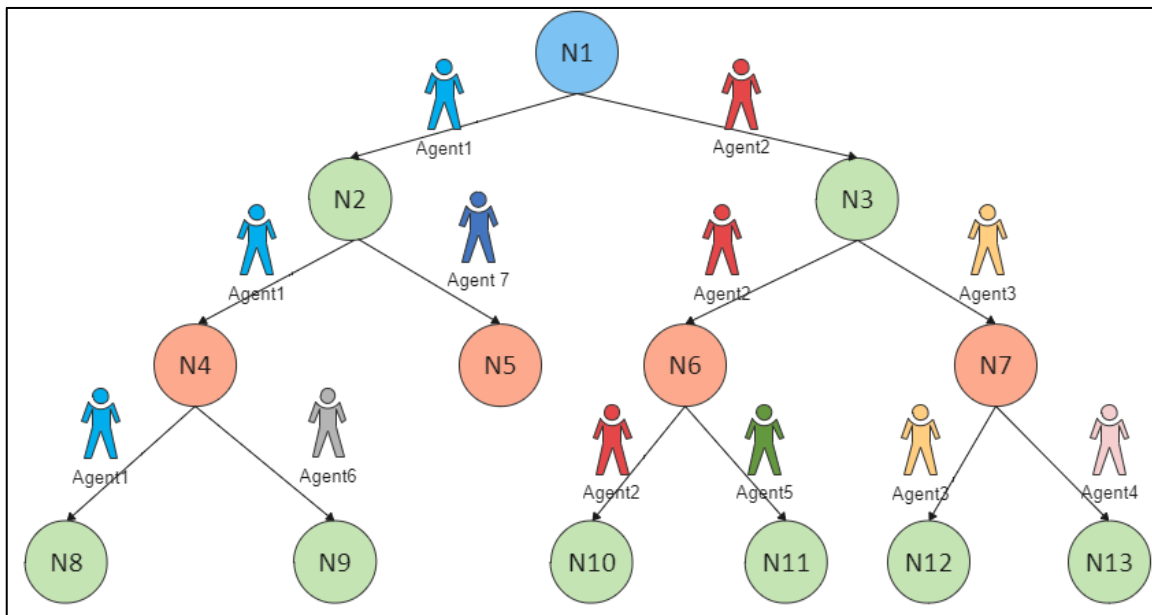 N1
Agent1
Agent2
N2
N3
Agent1
Agent 7
Agent2
Agent3
N4
N5
N6
N7
Agent1
Agent6
Agent2
Agent5
Agent3
Agent4
N8
N9
N10
N11
N12
N13